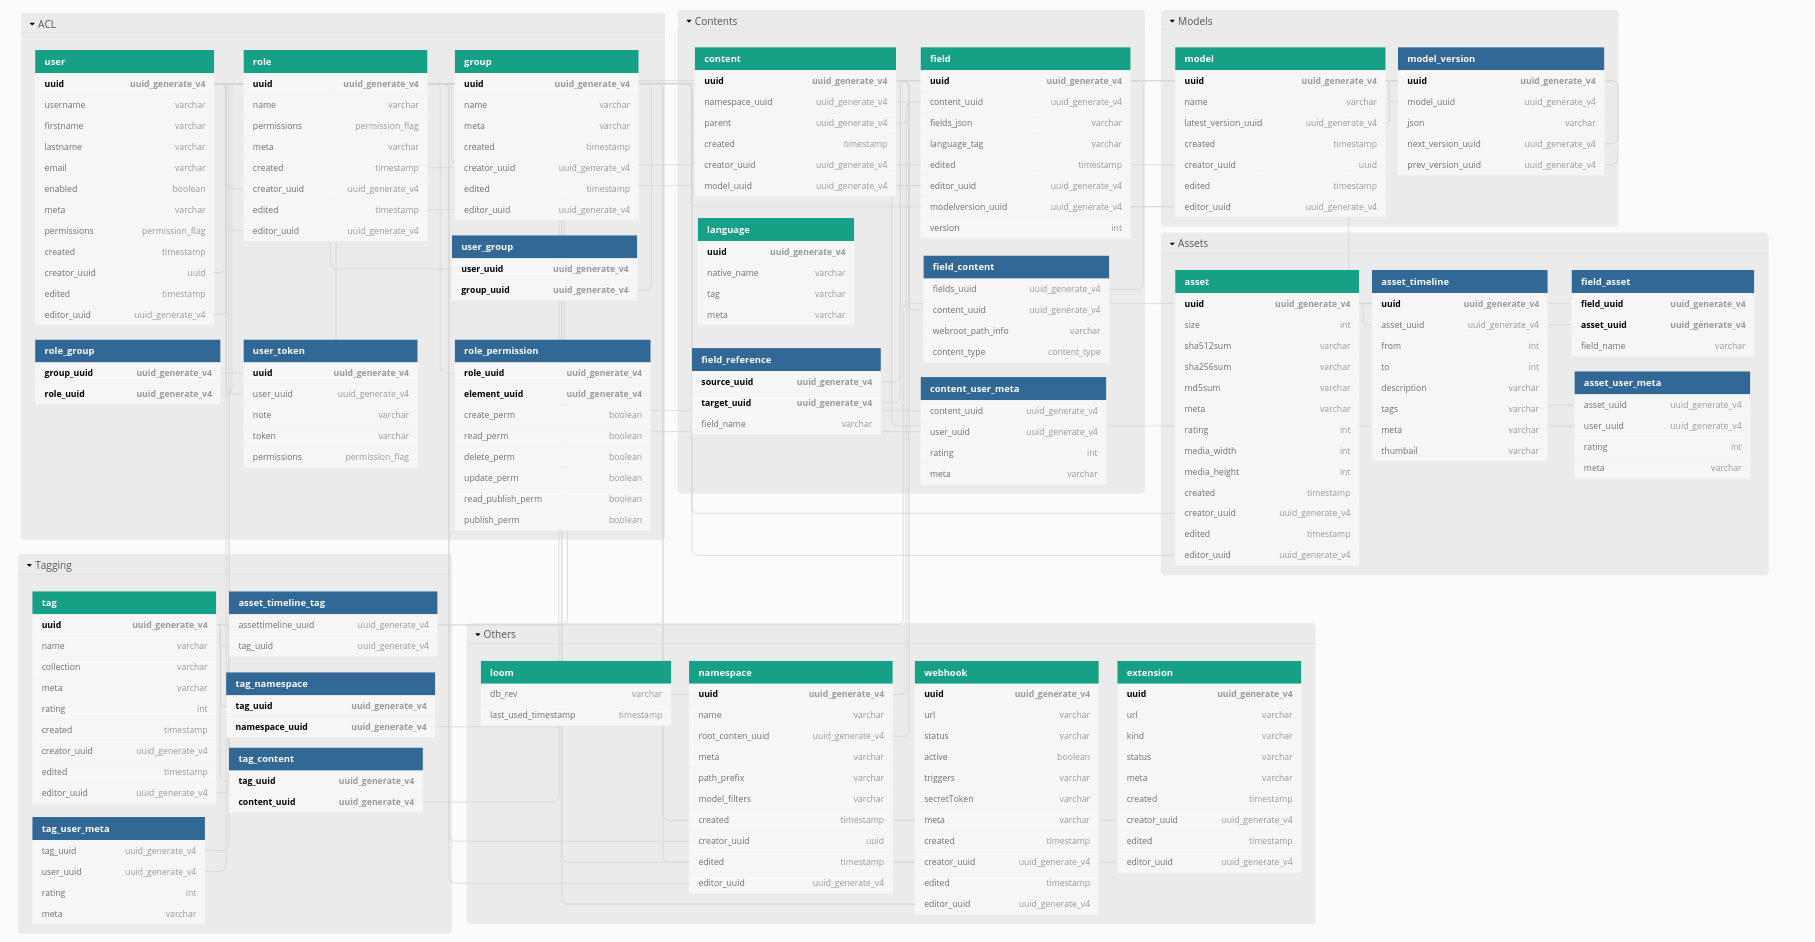 ACL
user
uuid uuid_generate_v4
username varchar
firstname varchar
lastname varchar
email varchar
enabled boolean
meta varchar
permissions permission_flag
created timestamp
creator_uuid uuid
edited timestamp
editor_uuid uuid_generate_v4
role
uuid uuid_generate_v4
name varchar
permissions permission_flag
meta varchar
created timestamp
creator_uuid uuid_generate_v4
edited timestamp
editor_uuid uuid_generate_v4
group
uuid uuid_generate_v4
name varchar
meta varchar
created timestamp
creator_uuid uuid_generate_v4
edited timestamp
editor_uuid uuid_generate_v4
user_group
user_uuid uuid_generate_v4
group_uuid uuid_generate_v4
role_group
group_uuid uuid_generate_v4
role_uuid uuid_generate_v4
user_token
uuid uuid_generate_v4
user_uuid uuid_generate_v4
note varchar
token varchar
permissions permission_flag
role_permission
role_uuid uuid_generate_v4
element_uuid uuid_generate_v4
create_perm boolean
read_perm boolean
delete_perm boolean
update_perm boolean
read_publish_perm boolean
publish_perm boolean
Contents
content
uuid uuid_generate_v4
namespace_uuid uuid_generate_v4
parent uuid_generate_v4
created timestamp
creator_uuid uuid_generate_v4
model_uuid uuid_generate_v4
field
uuid uuid_generate_v4
content_uuid uuid_generate_v4
fields_json varchar
language_tag varchar
edited timestamp
editor_uuid uuid_generate_v4
modelversion_uuid uuid_generate_v4
version int
language
uuid uuid_generate_v4
native_name varchar
tag varchar
meta varchar
field_content
fields_uuid uuid_generate_v4
content_uuid uuid_generate_v4
webroot_path_info varchar
content_type content_type
field_reference
source_uuid uuid_generate_v4
target_uuid uuid_generate_v4
field_name varchar
content_user_meta
content_uuid uuid_generate_v4
user_uuid uuid_generate_v4
rating int
meta varchar
Models
model
uuid uuid_generate_v4
name varchar
latest_version_uuid uuid_generate_v4
created timestamp
creator_uuid uuid
edited timestamp
editor_uuid uuid_generate_v4
model_version
uuid uuid_generate_v4
model_uuid uuid_generate_v4
json varchar
next_version_uuid uuid_generate_v4
prev_version_uuid uuid_generate_v4
Assets
asset
uuid uuid_generate_v4
size int
sha512sum varchar
sha256sum varchar
md5sum varchar
meta varchar
rating int
media_width int
media_height int
created timestamp
creator_uuid uuid_generate_v4
edited timestamp
editor_uuid uuid_generate_v4
asset_timeline
uuid uuid_generate_v4
asset_uuid uuid_generate_v4
from int
to int
description varchar
tags varchar
meta varchar
thumbail varchar
field_asset
field_uuid uuid_generate_v4
asset_uuid uuid_generate_v4
field_name varchar
asset_user_meta
asset_uuid uuid_generate_v4
user_uuid uuid_generate_v4
rating int
meta varchar
Tagging
tag
uuid uuid_generate_v4
name varchar
collection varchar
meta varchar
rating int
created timestamp
creator_uuid uuid_generate_v4
edited timestamp
editor_uuid uuid_generate_v4
asset_timeline_tag
assettimeline_uuid uuid_generate_v4
tag_uuid uuid_generate_v4
tag_namespace
tag_uuid uuid_generate_v4
namespace_uuid uuid_generate_v4
tag_content
tag_uuid uuid_generate_v4
content_uuid uuid_generate_v4
tag_user_meta
tag_uuid uuid_generate_v4
user_uuid uuid_generate_v4
rating int
meta varchar
Others
loom
db_rev varchar
last_used_timestamp timestamp
namespace
uuid uuid_generate_v4
name varchar
root_conten_uuid uuid_generate_v4
meta varchar
path_prefix varchar
model_filters varchar
created timestamp
creator_uuid uuid
edited timestamp
editor_uuid uuid_generate_v4
webhook
uuid uuid_generate_v4
url varchar
status varchar
active boolean
triggers varchar
secretToken varchar
meta varchar
created timestamp
creator_uuid uuid_generate_v4
edited timestamp
editor_uuid uuid_generate_v4
extension
uuid uuid_generate_v4
url varchar
kind varchar
status varchar
meta varchar
created timestamp
creator_uuid uuid_generate_v4
edited timestamp
editor_uuid uuid_generate_v4